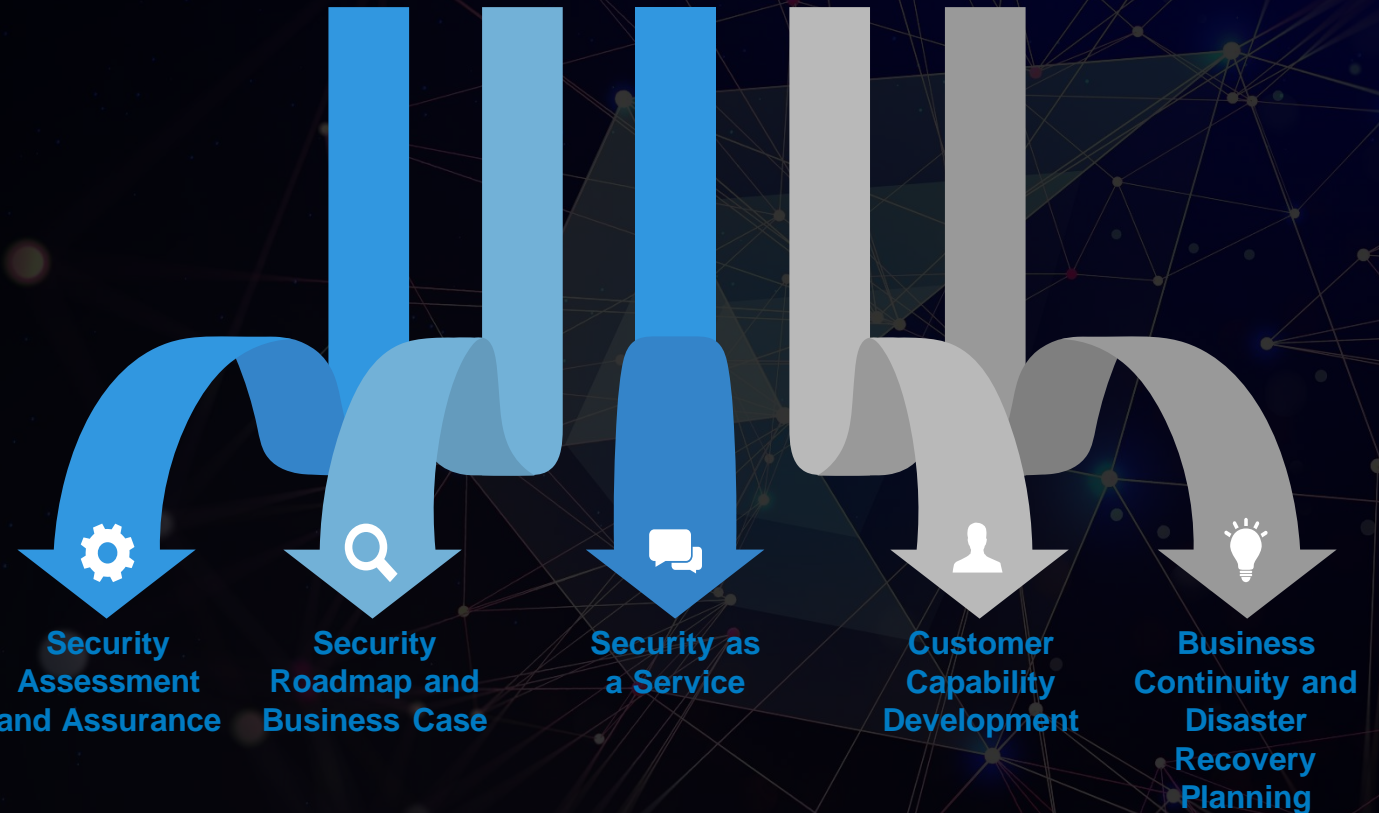 Security
Assessment
and Assurance
Security
Roadmap and
Business Case
Security as
a Service
Customer
Capability
Development
Business
Continuity and
Disaster
Recovery
Planning